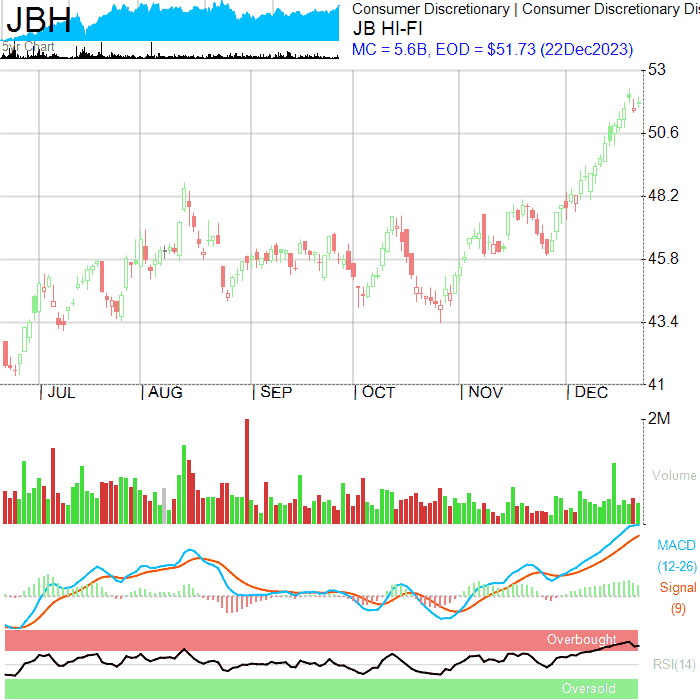 JBH
5yr Chart
Consumer Discretionary | Consumer Discretionary Dis
JB HI-FI
MC = 5.6B, EOD = $51.73 (22Dec2023)
53
50.6
48.2
45.8
43.4
41
JUL AUG SEP OCT NOV DEC
2M
Volume
MACD
(12-26)
Signal
(9)
Overbought
RSI(14)
Oversold